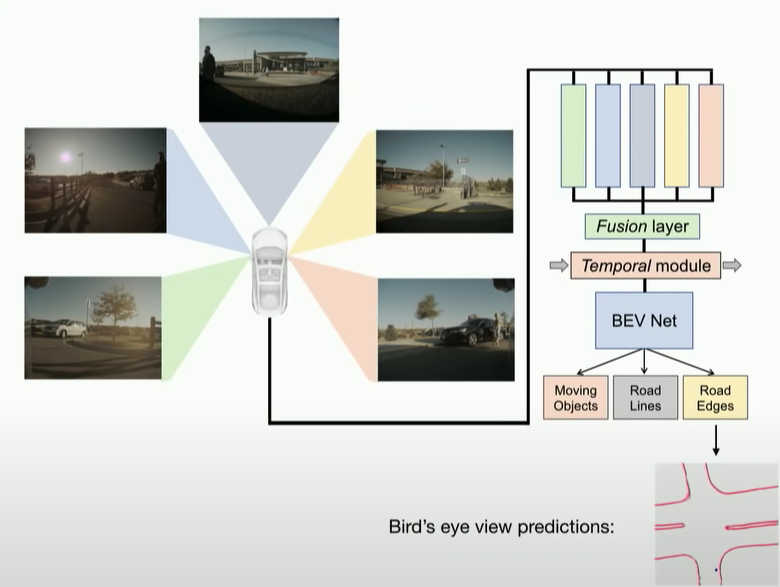 Fusion layer
Temporal module
BEV Net
Moving
Objects
Road
Lines
Road
Edges
Bird's eye view predictions: